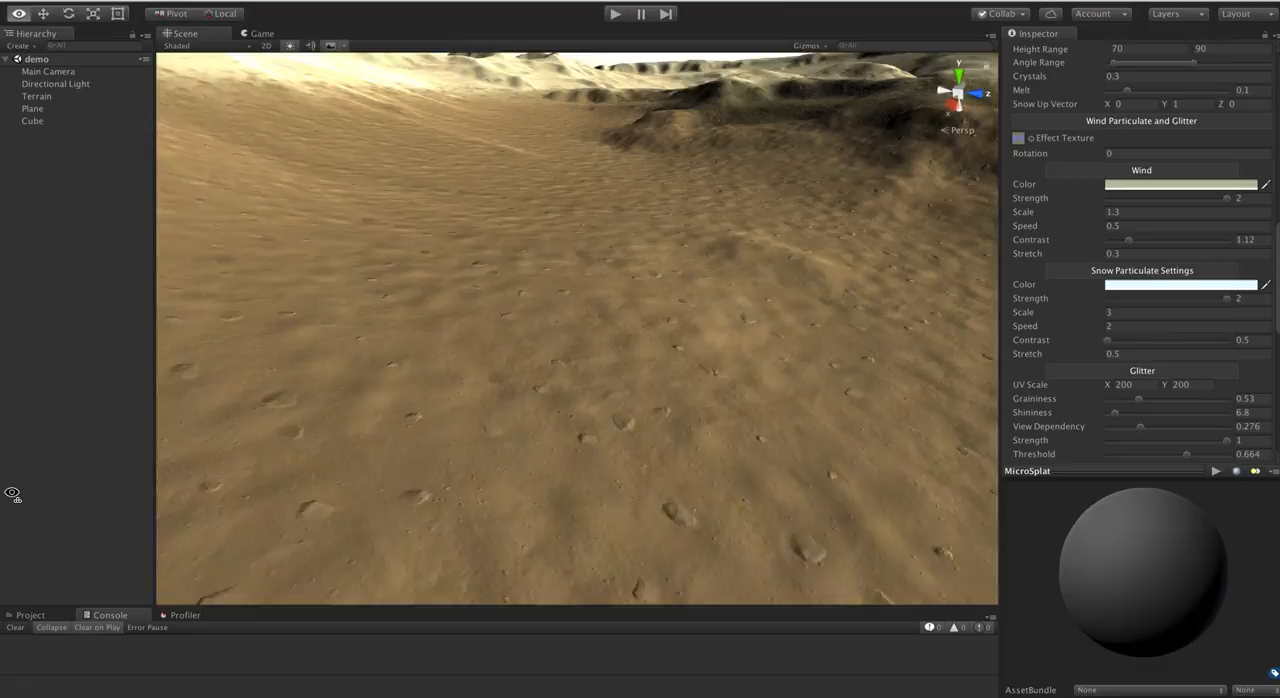 Pivot Local Collab Account Layers Layout
Hierarchy Scene Game Inspector
Create All Shaded 2D Gizmos All
demo
Main Camera
Directional Light
Terrain
Plane
Cube
y
z
x
Persp
Height Range 70 90
Angle Range
Crystals 0.3
Melt 0.1
Snow Up Vector X 0 Y 1 Z 0
Wind Particulate and Glitter
Effect Texture
Rotation 0
Wind
Color
Strength 2
Scale 1.3
Speed 0.5
Contrast 1.12
Stretch 0.3
Snow Particulate Settings
Color
Strength 2
Scale 3
Speed 2
Contrast 0.5
Stretch 0.5
Glitter
UV Scale X 200 Y 200
Graininess 0.53
Shininess 6.8
View Dependency 0.276
Strength 1
Threshold 0.664
MicroSplat
Project Console Profiler
Clear Collapse Clear on Play Error Pause 0 0 0
AssetBundle None None